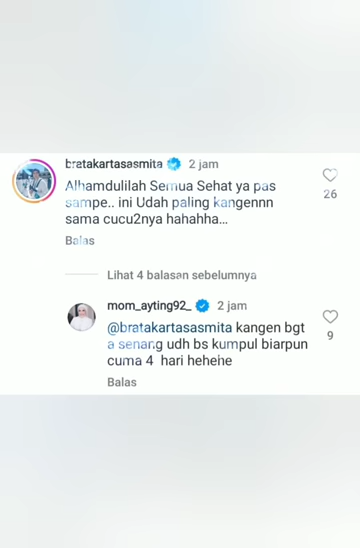 bratakartasasmita 2 jam
Alhamdulilah Semua Sehat ya pas
sampe.. ini Udah paling kangennn
sama cucu2nya hahahha...
26
Balas
Lihat 4 balasan sebelumnya
mom_ayting92_ 2 jam
@bratakartasasmita kangen bgt
a senang udh bs kumpul biarpun
cuma 4 hari hehehe
9
Balas